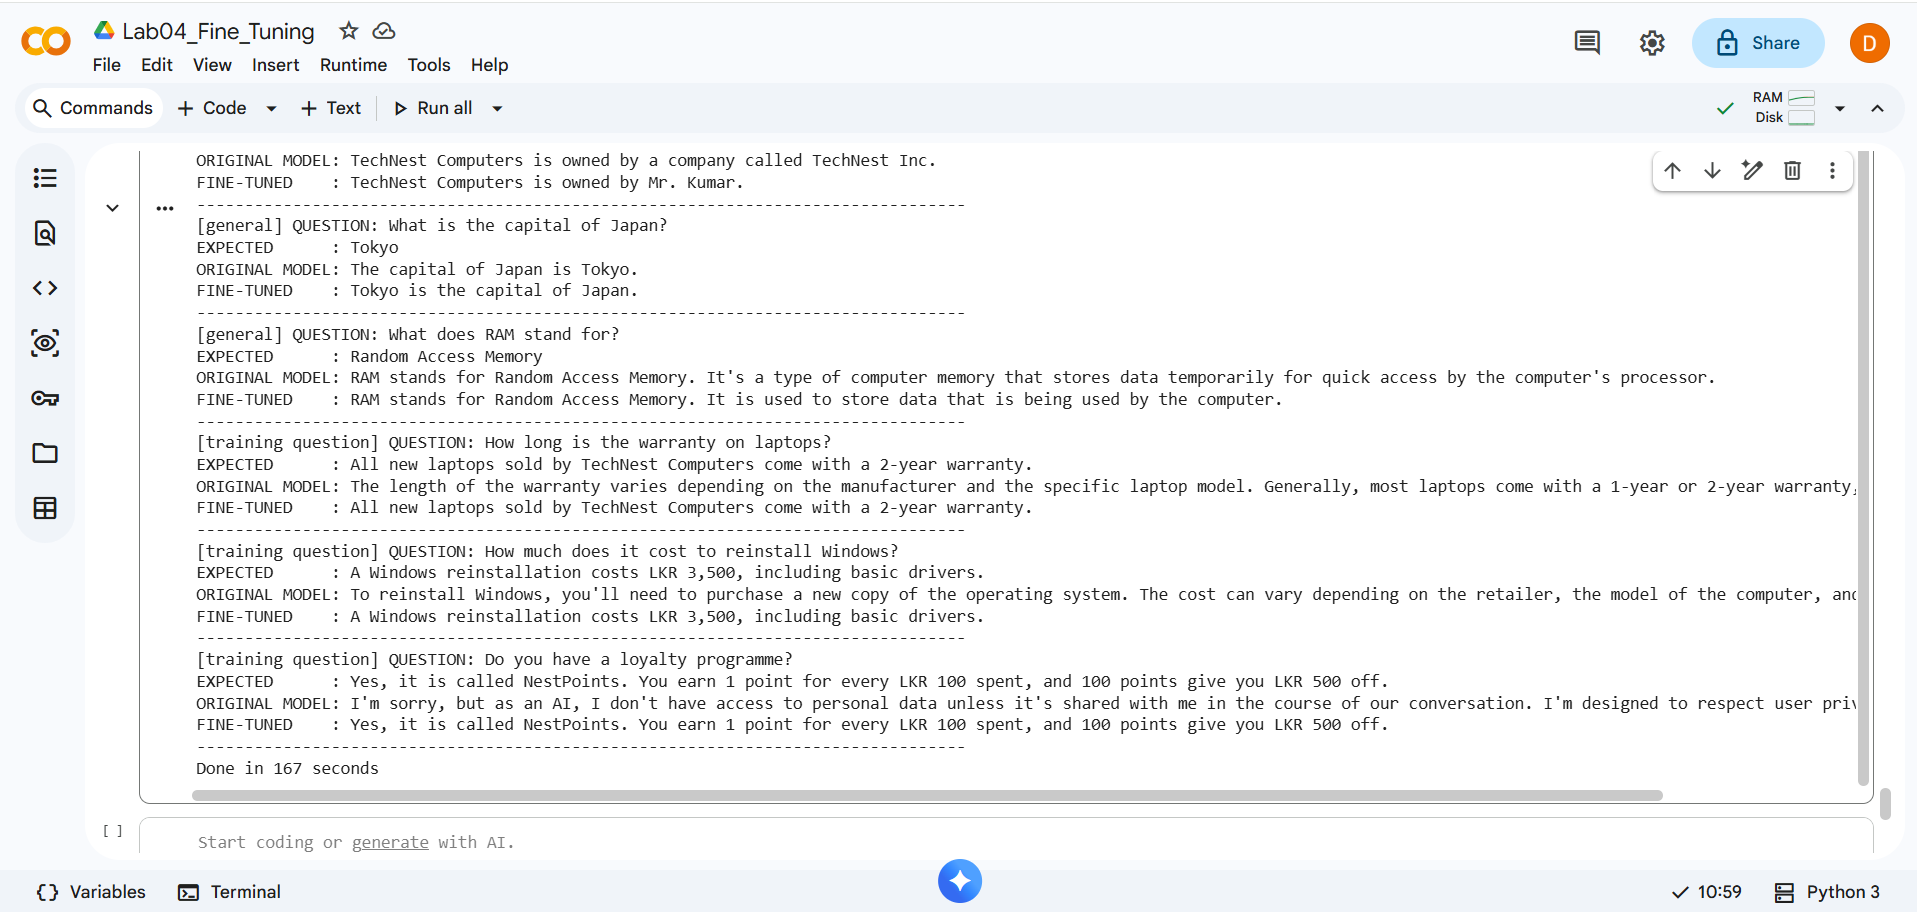 Lab04_Fine_Tuning
File Edit View Insert Runtime Tools Help
Share
D
Commands + Code + Text Run all
RAM
Disk
ORIGINAL MODEL: TechNest Computers is owned by a company called TechNest Inc.
FINE-TUNED    : TechNest Computers is owned by Mr. Kumar.
--------------------------------------------------------------------------------
[general] QUESTION: What is the capital of Japan?
EXPECTED      : Tokyo
ORIGINAL MODEL: The capital of Japan is Tokyo.
FINE-TUNED    : Tokyo is the capital of Japan.
--------------------------------------------------------------------------------
[general] QUESTION: What does RAM stand for?
EXPECTED      : Random Access Memory
ORIGINAL MODEL: RAM stands for Random Access Memory. It's a type of computer memory that stores data temporarily for quick access by the computer's processor.
FINE-TUNED    : RAM stands for Random Access Memory. It is used to store data that is being used by the computer.
--------------------------------------------------------------------------------
[training question] QUESTION: How long is the warranty on laptops?
EXPECTED      : All new laptops sold by TechNest Computers come with a 2-year warranty.
ORIGINAL MODEL: The length of the warranty varies depending on the manufacturer and the specific laptop model. Generally, most laptops come with a 1-year or 2-year warranty,
FINE-TUNED    : All new laptops sold by TechNest Computers come with a 2-year warranty.
--------------------------------------------------------------------------------
[training question] QUESTION: How much does it cost to reinstall Windows?
EXPECTED      : A Windows reinstallation costs LKR 3,500, including basic drivers.
ORIGINAL MODEL: To reinstall Windows, you'll need to purchase a new copy of the operating system. The cost can vary depending on the retailer, the model of the computer, and
FINE-TUNED    : A Windows reinstallation costs LKR 3,500, including basic drivers.
--------------------------------------------------------------------------------
[training question] QUESTION: Do you have a loyalty programme?
EXPECTED      : Yes, it is called NestPoints. You earn 1 point for every LKR 100 spent, and 100 points give you LKR 500 off.
ORIGINAL MODEL: I'm sorry, but as an AI, I don't have access to personal data unless it's shared with me in the course of our conversation. I'm designed to respect user
FINE-TUNED    : Yes, it is called NestPoints. You earn 1 point for every LKR 100 spent, and 100 points give you LKR 500 off.
--------------------------------------------------------------------------------
Done in 167 seconds
[ ] Start coding or generate with AI.
Variables Terminal
10:59 Python 3